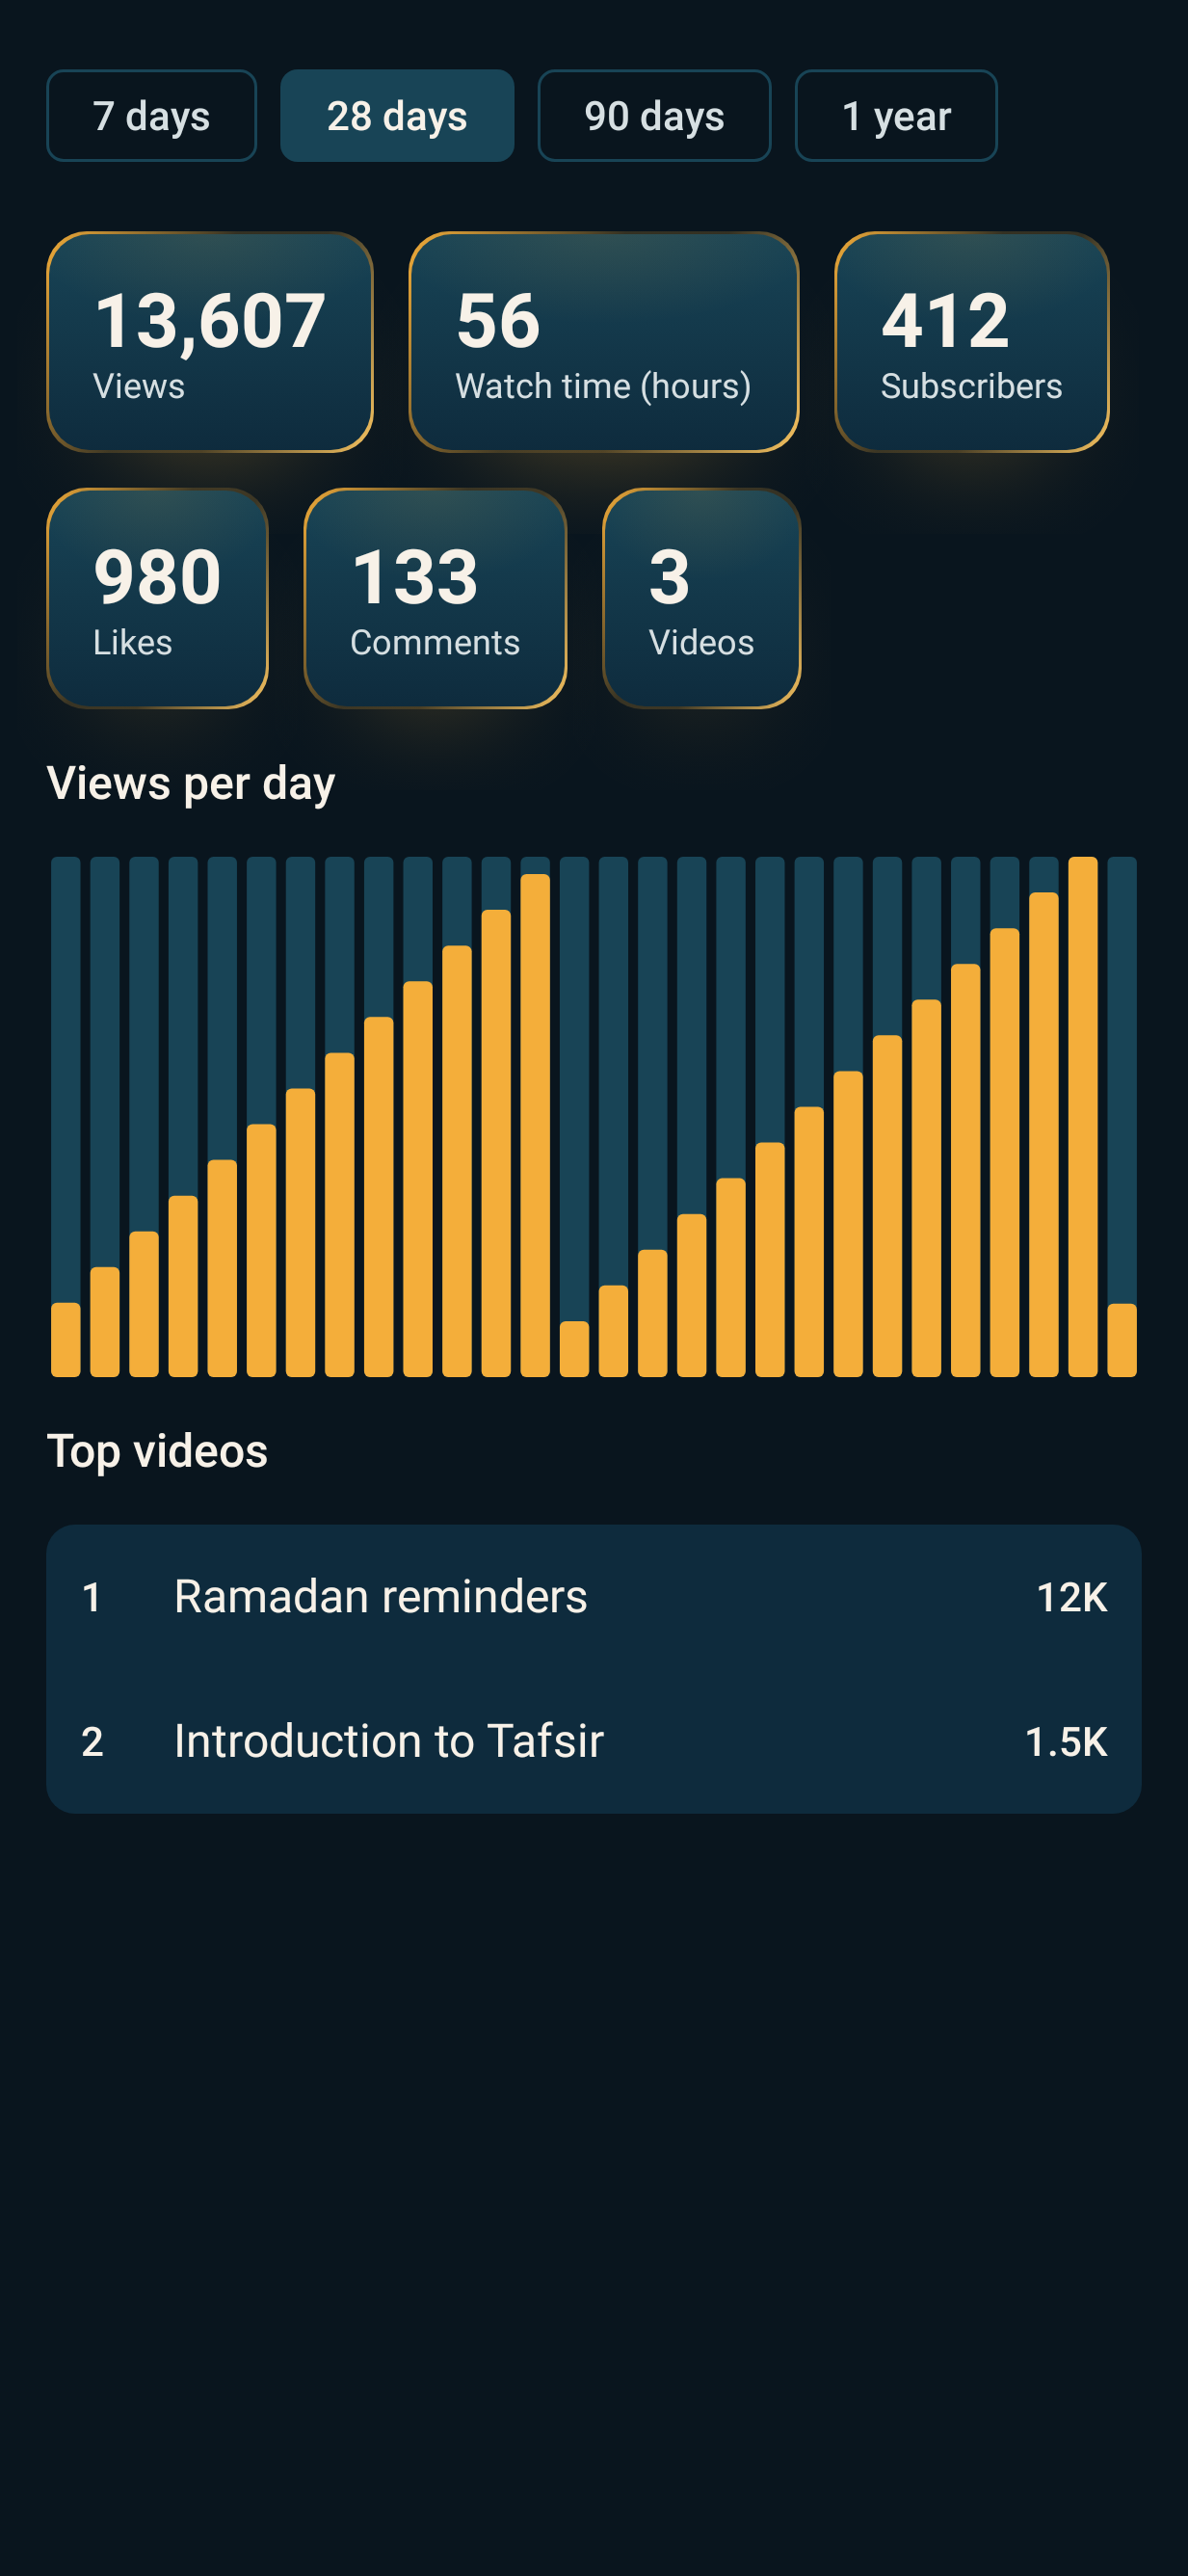 7 days 28 days 90 days 1 year
13,607 56 412
Views Watch time (hours) Subscribers
980 133 3
Likes Comments Videos
Views per day
Top videos
1 Ramadan reminders 12K
2 Introduction to Tafsir 1.5K